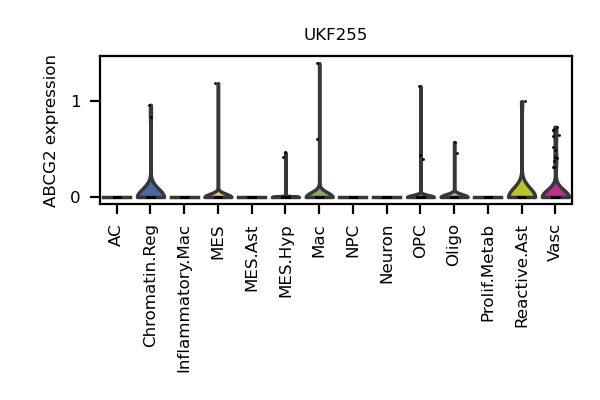 UKF255
ABCG2 expression
1
0
AC
Chromatin.Reg
Inflammatory.Mac
MES
MES.Ast
MES.Hyp
Mac
NPC
Neuron
OPC
Oligo
Prolif.Metab
Reactive.Ast
Vasc